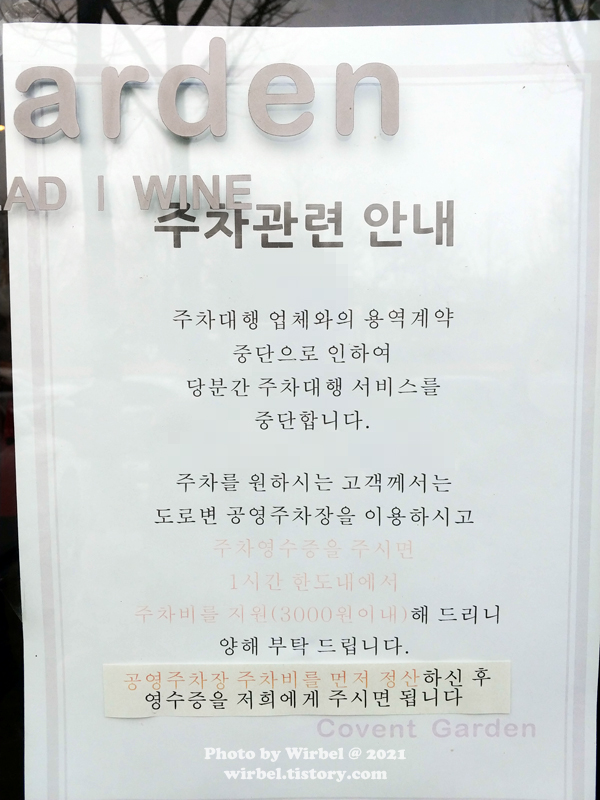 arden
AD | WINE
주차관련 안내
주차대행 업체와의 용역계약
중단으로 인하여
당분간 주차대행 서비스를
중단합니다.
주차를 원하시는 고객께서는
도로변 공영주차장을 이용하시고
주차영수증을 주시면
1시간 한도내에서
주차비를 지원(3000원이내)해 드리니
양해 부탁 드립니다.
공영주차장 주차비를 먼저 정산하신 후
영수증을 저희에게 주시면 됩니다
Covent Garden
Photo by Wirbel @ 2021
wirbel.tistory.com